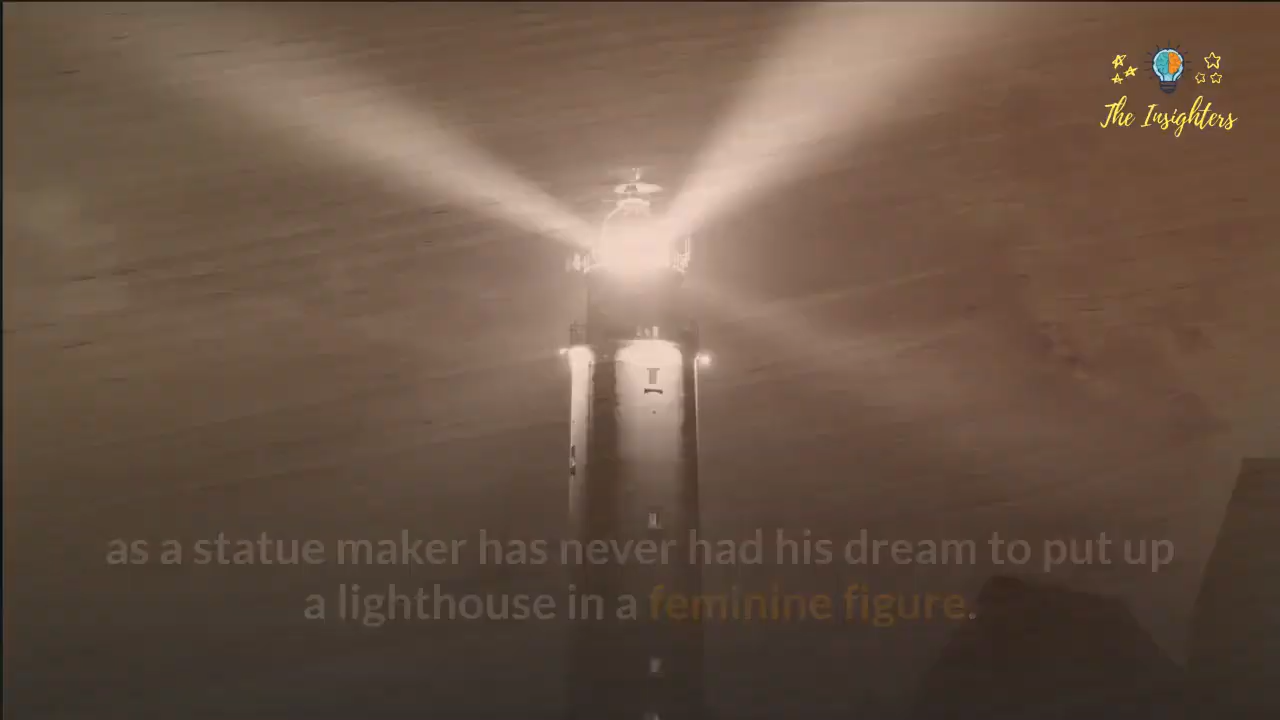 The Insighters
as a statue maker has never had his dream to put up
a lighthouse in a feminine figure.